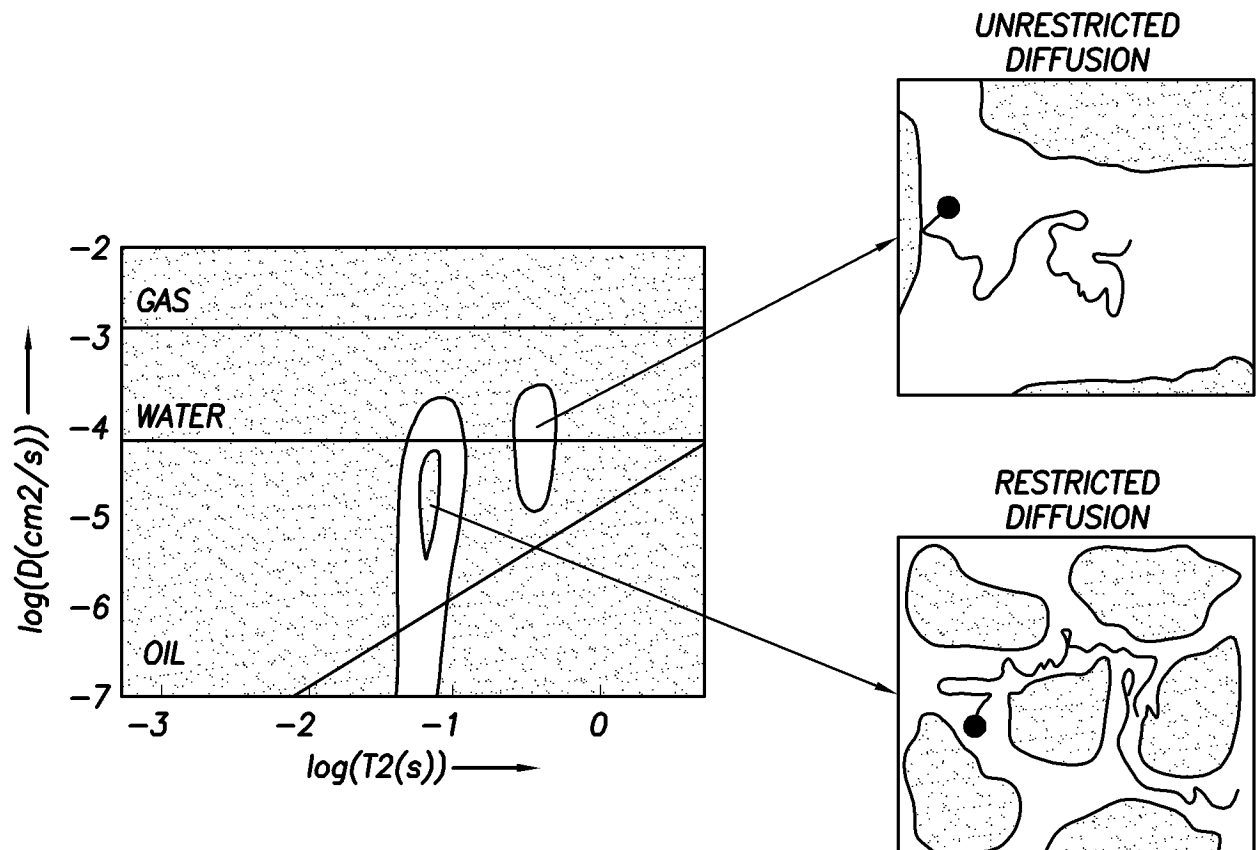 UNRESTRICTED
DIFFUSION
-2
GAS
-3
WATER
-4
-5
-6
OIL
-7
log(D(cm2/s))
-3 -2 -1 0
log(T2(s))
RESTRICTED
DIFFUSION